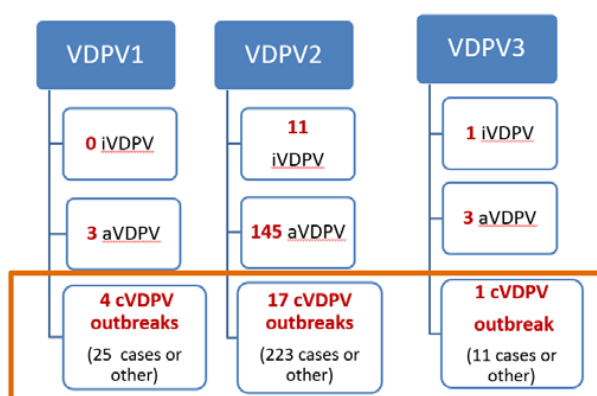 VDPV1
0 iVDPV
3 aVDPV
4 cVDPV
outbreaks
(25 cases or
other)
VDPV2
11
iVDPV
145 aVDPV
17 cVDPV
outbreaks
(223 cases or
other)
VDPV3
1 iVDPV
3 aVDPV
1 cVDPV
outbreak
(11 cases or
other)